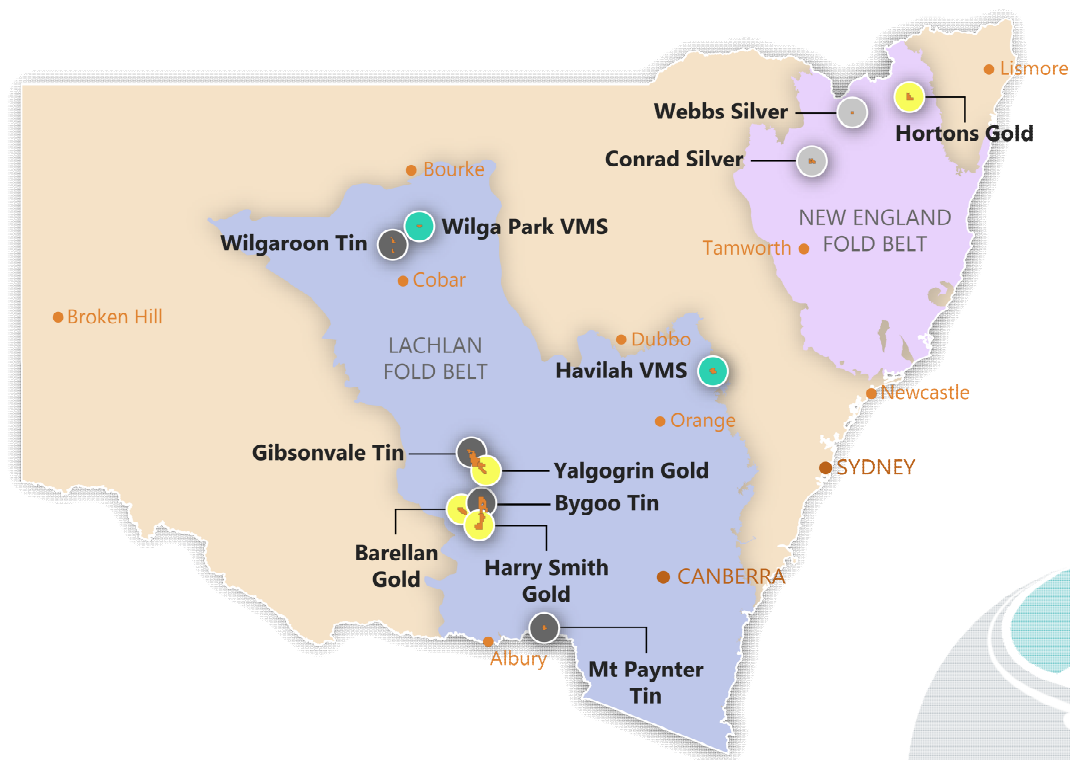 Lismore
Webbs Silver
Hortons Gold
Conrad Silver
Bourke
NEW ENGLAND
FOLD BELT
Wilga Park VMS
Wilgaroon Tin
Tamworth
Cobar
Broken Hill
Dubbo
LACHLAN
FOLD BELT
Havilah VMS
Newcastle
Orange
Gibsonvale Tin
SYDNEY
Yalgogrin Gold
Bygoo Tin
Barellan
Gold
Harry Smith
Gold
CANBERRA
Albury
Mt Paynter
Tin